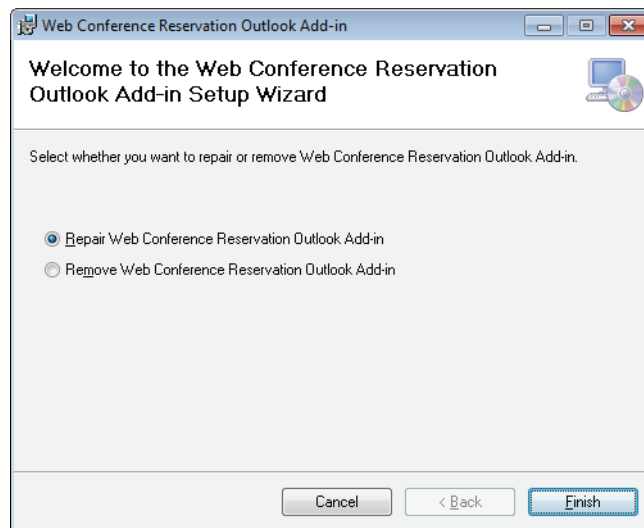 Web Conference Reservation Outlook Add-in
Welcome to the Web Conference Reservation
Outlook Add-in Setup Wizard
Select whether you want to repair or remove Web Conference Reservation Outlook Add-in.
Repair Web Conference Reservation Outlook Add-in
Remove Web Conference Reservation Outlook Add-in
Cancel
< Back
Finish